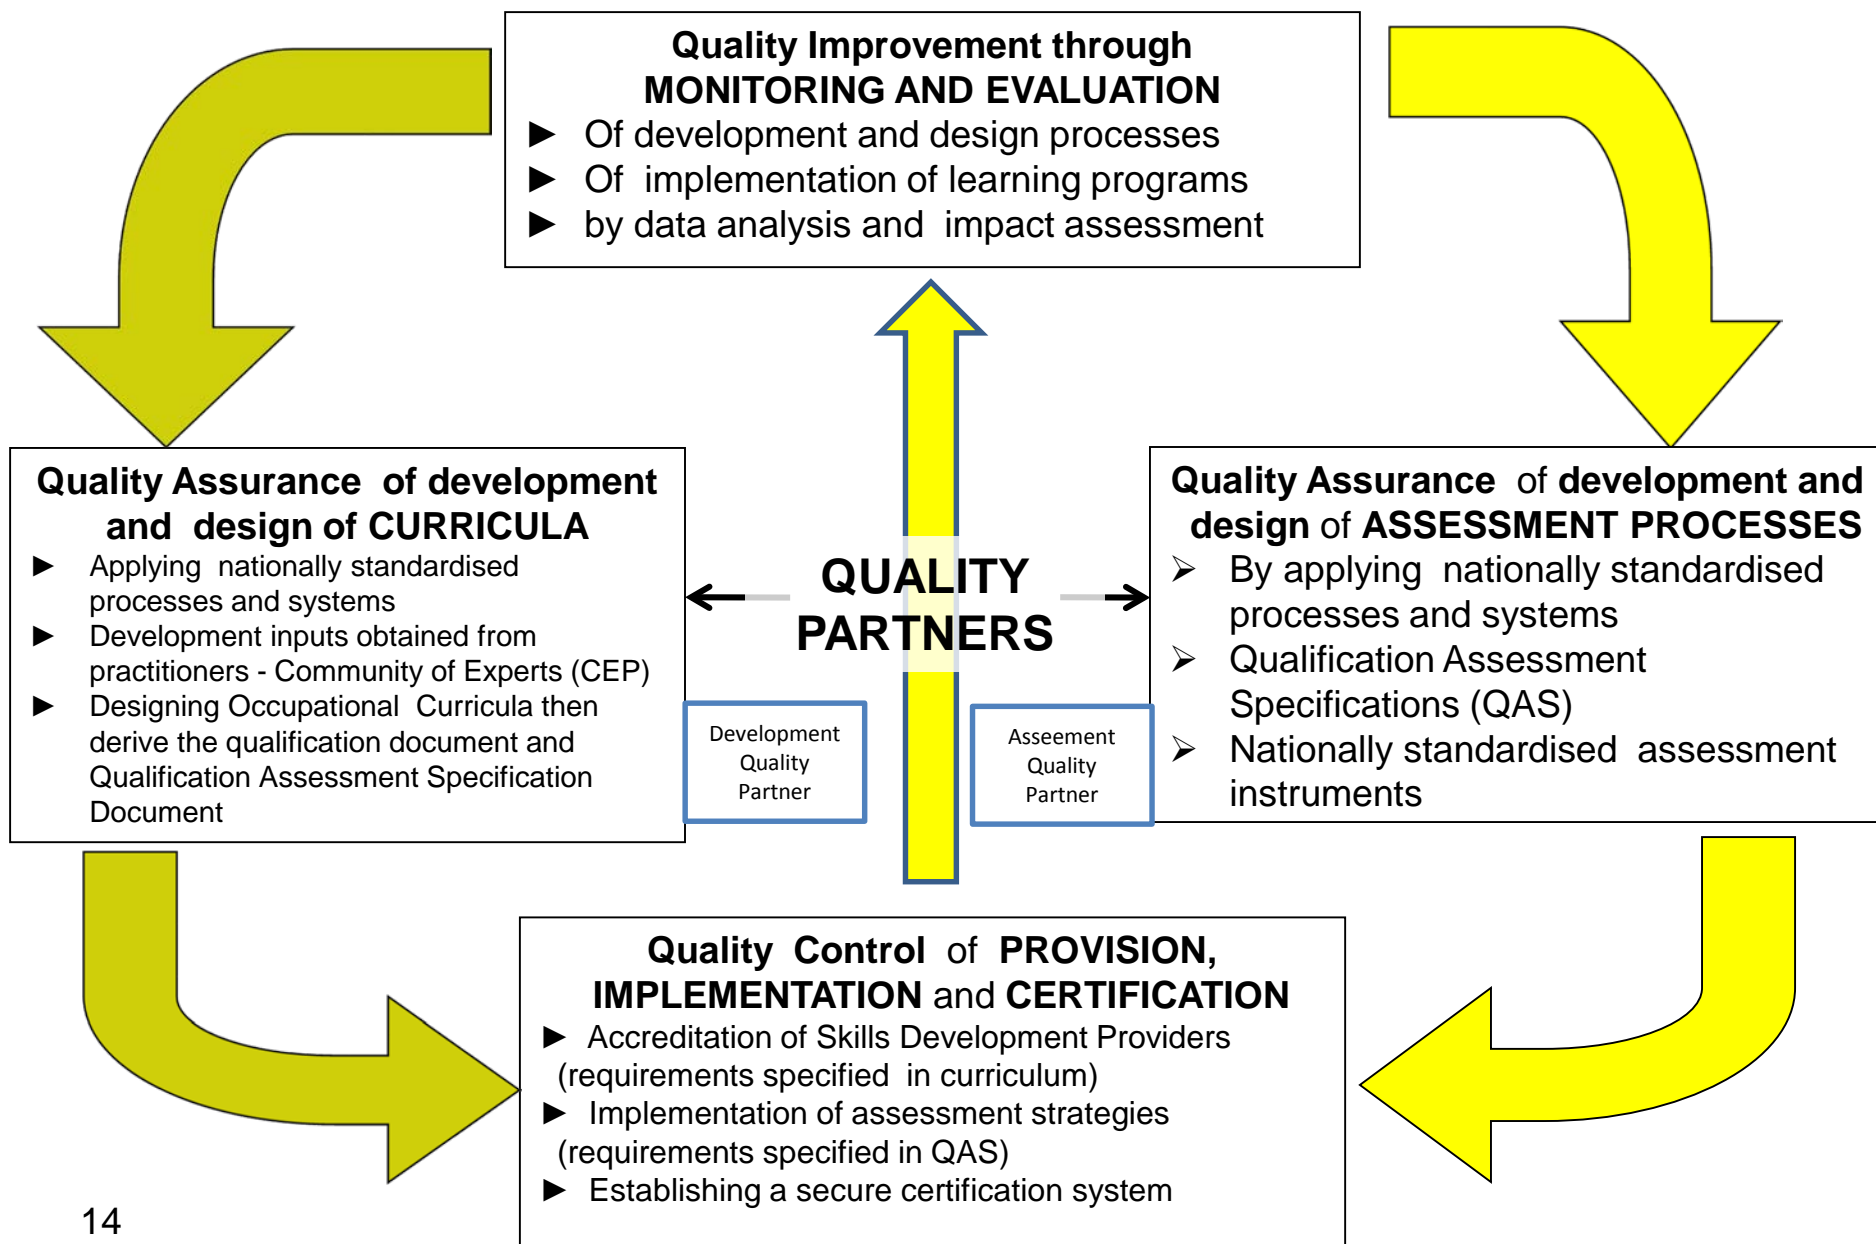 Quality Improvement through
MONITORING AND EVALUATION
► Of development and design processes
► Of implementation of learning programs
► by data analysis and impact assessment
Quality Assurance of development
and design of CURRICULA
► Applying nationally standardised
processes and systems
► Development inputs obtained from
practitioners - Community of Experts (CEP)
► Designing Occupational Curricula then
derive the qualification document and
Qualification Assessment Specification
Document
QUALITY
PARTNERS
Development
Quality
Partner
Asseement
Quality
Partner
Quality Assurance of development and
design of ASSESSMENT PROCESSES
➢ By applying nationally standardised
processes and systems
➢ Qualification Assessment
Specifications (QAS)
➢ Nationally standardised assessment
instruments
Quality Control of PROVISION,
IMPLEMENTATION and CERTIFICATION
► Accreditation of Skills Development Providers
(requirements specified in curriculum)
► Implementation of assessment strategies
(requirements specified in QAS)
► Establishing a secure certification system
14